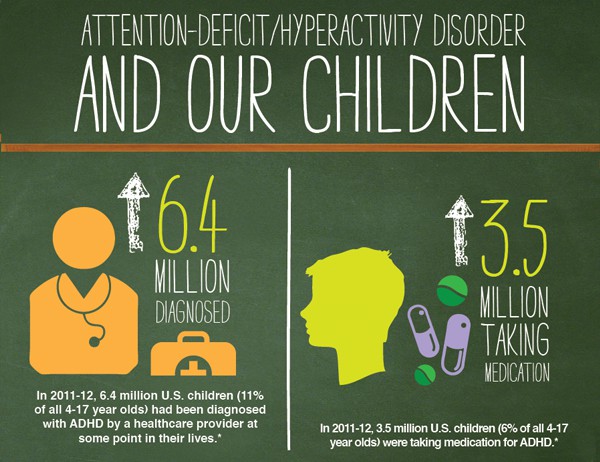 ATTENTION-DEFICIT/HYPERACTIVITY DISORDER
AND OUR CHILDREN
6.4
MILLION
DIAGNOSED
In 2011-12, 6.4 million U.S. children (11%
of all 4-17 year olds) had been diagnosed
with ADHD by a healthcare provider at
some point in their lives.*
3.5
MILLION
TAKING
MEDICATION
In 2011-12, 3.5 million U.S. children (6% of all 4-17
year olds) were taking medication for ADHD.*